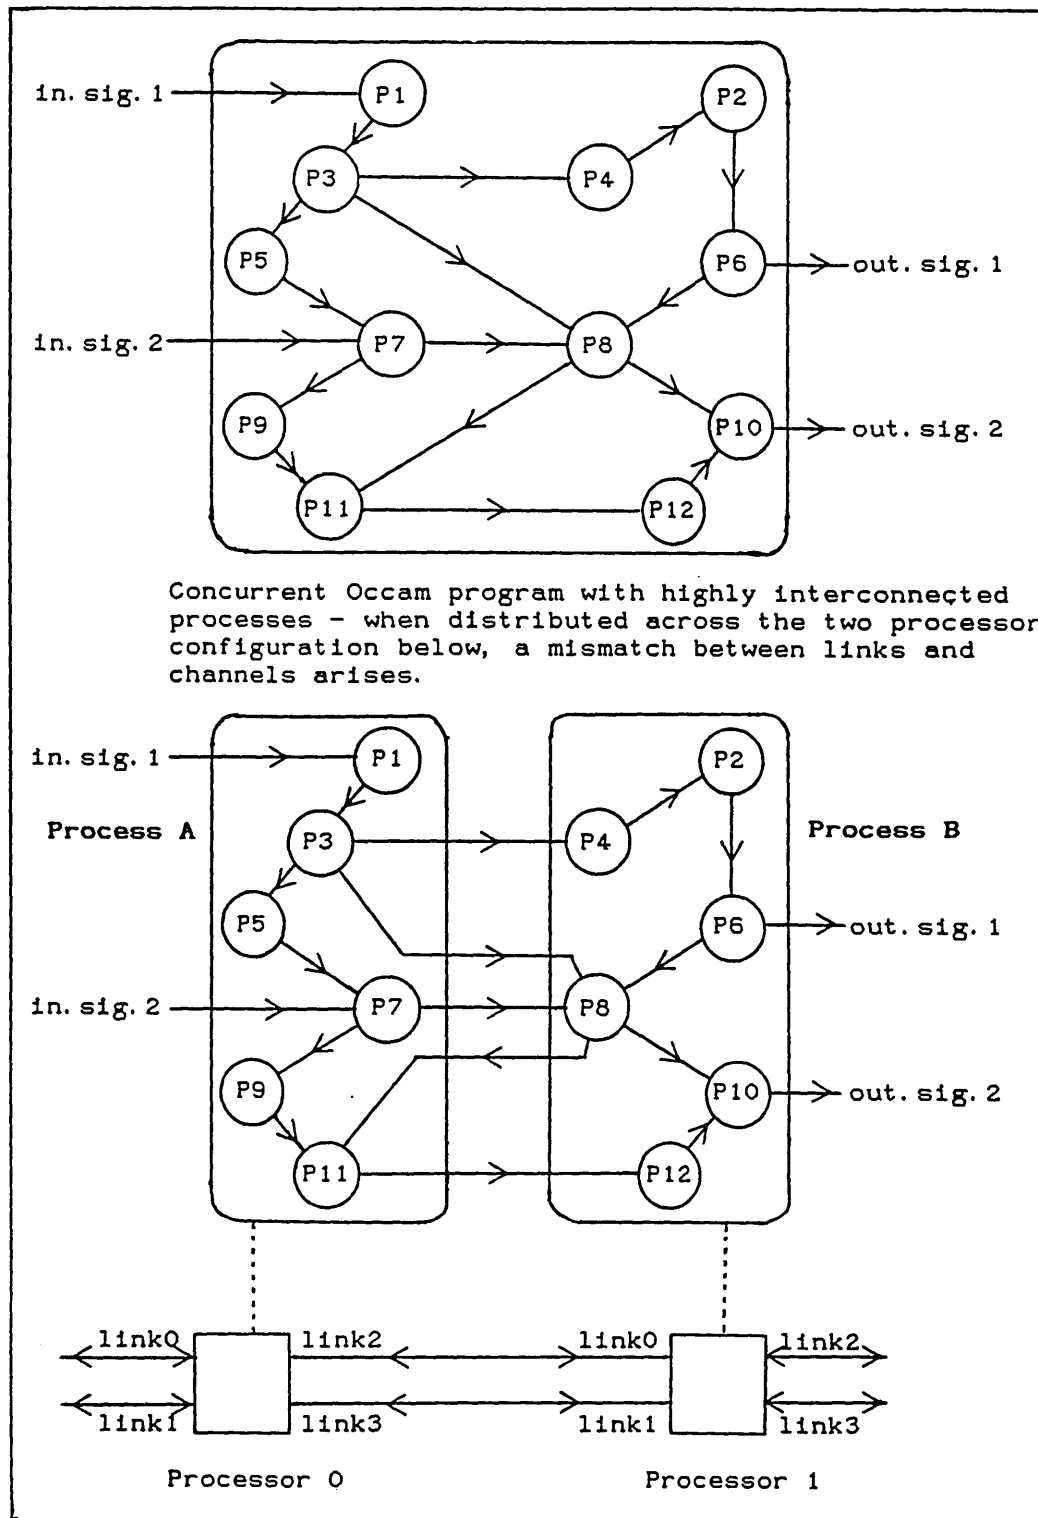 in. sig. 1
P1
P2
P3
P4
P5
P6
out. sig. 1
in. sig. 2
P7
P8
P9
P10
out. sig. 2
P11
P12
Concurrent Occam program with highly interconnected
processes - when distributed across the two processor
configuration below, a mismatch between links and
channels arises.
in. sig. 1
P1
P2
Process A
P3
P4
Process B
P5
P6
out. sig. 1
in. sig. 2
P7
P8
P9
P10
out. sig. 2
P11
P12
link0
link2
link0
link2
link1
link3
link1
link3
Processor 0
Processor 1